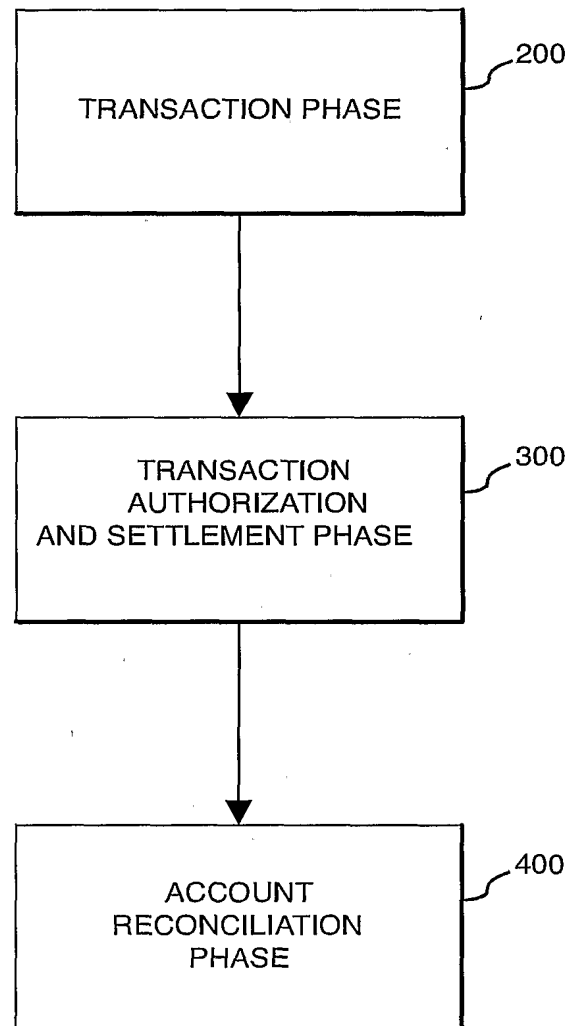 200
TRANSACTION PHASE
300
TRANSACTION
AUTHORIZATION
AND SETTLEMENT PHASE
400
ACCOUNT
RECONCILIATION
PHASE